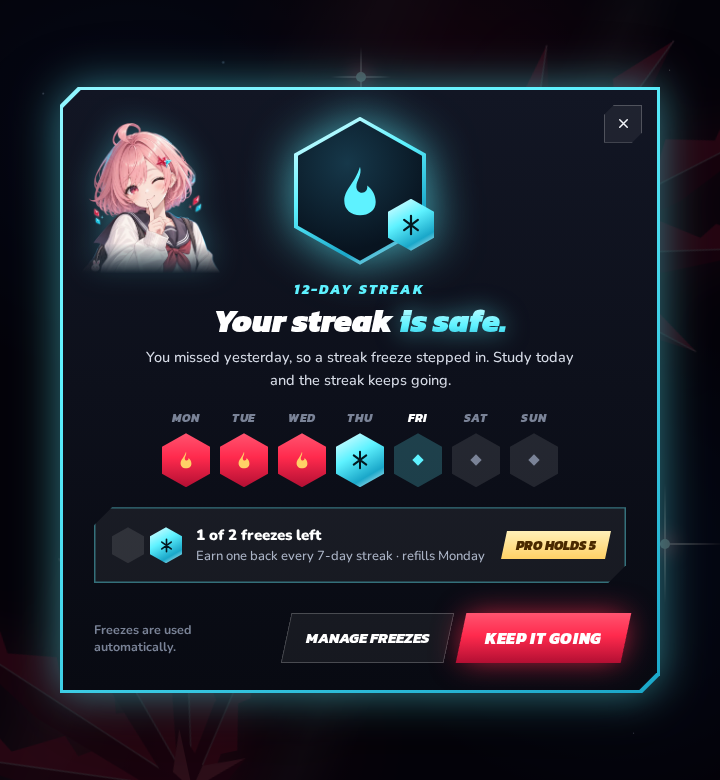 12-DAY STREAK
Your streak is safe.
You missed yesterday, so a streak freeze stepped in. Study today
and the streak keeps going.
MON TUE WED THU FRI SAT SUN
1 of 2 freezes left
Earn one back every 7-day streak · refills Monday
PRO HOLDS 5
Freezes are used
automatically.
MANAGE FREEZES
KEEP IT GOING